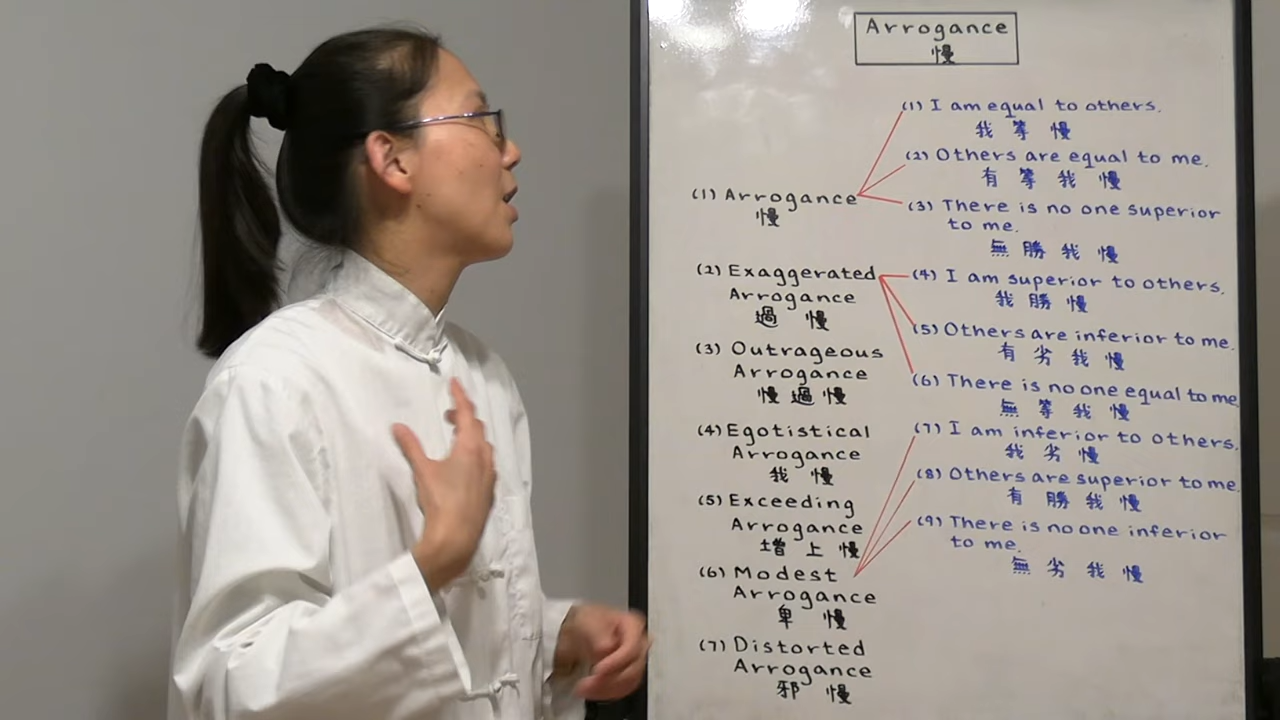 Arrogance
慢
(1) Arrogance
慢
(2) Exaggerated
Arrogance
過慢
(3) Outrageous
Arrogance
慢過慢
(4) Egotistical
Arrogance
我慢
(5) Exceeding
Arrogance
增上慢
(6) Modest
Arrogance
卑慢
(7) Distorted
Arrogance
邪慢
(1) I am equal to others.
我等慢
(2) Others are equal to me.
有等我慢
(3) There is no one superior
to me.
無勝我慢
(4) I am superior to others.
我勝慢
(5) Others are inferior to me.
有劣我慢
(6) There is no one equal to me.
無等我慢
(7) I am inferior to others.
我劣慢
(8) Others are superior to me.
有勝我慢
(9) There is no one inferior
to me.
無劣我慢